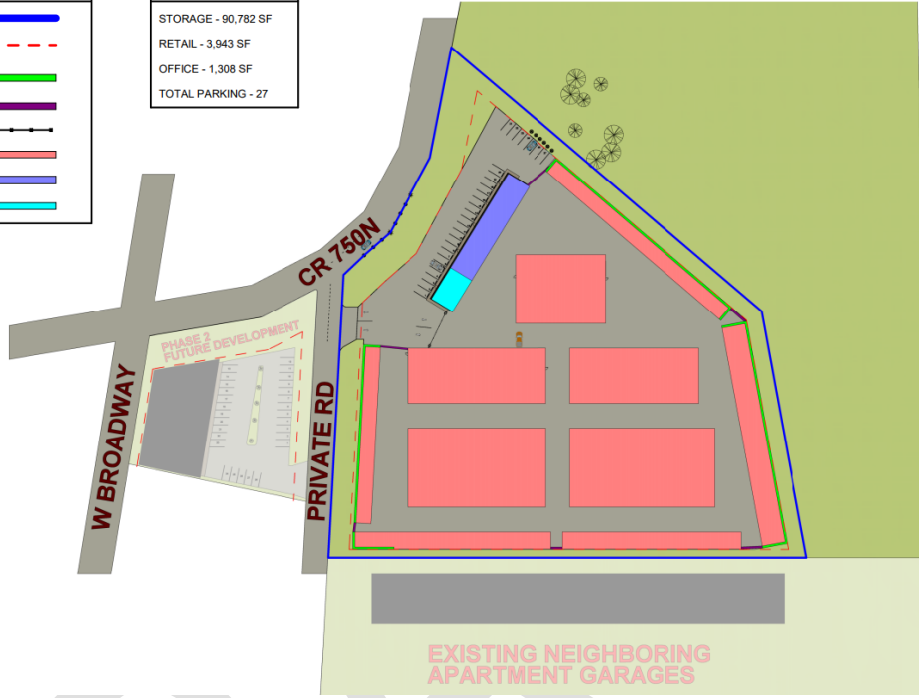 STORAGE - 90,782 SF
RETAIL - 3,943 SF
OFFICE - 1,308 SF
TOTAL PARKING - 27
CR 750N
PHASE 2
FUTURE DEVELOPMENT
W BROADWAY
PRIVATE RD
EXISTING NEIGHBORING
APARTMENT GARAGES